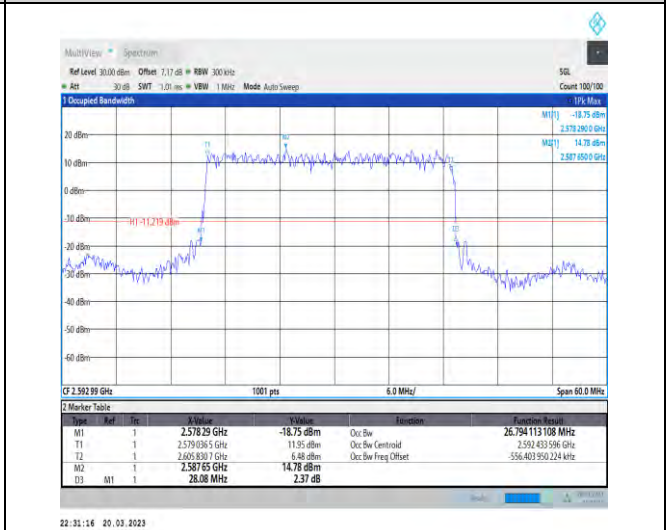 MultiView Spectrum
Ref Level 30.00 dBm Offset 7.17 dB RBW 300 kHz SGL
Att 30 dB SWT 1.01 ms VBW 1 MHz Mode Auto Sweep Count 100/100
1 Occupied Bandwidth 1Pk Max
M1[1] -18.75 dBm
2.578 290 0 GHz
M2[1] 14.78 dBm
2.587 650 0 GHz
20 dBm
10 dBm
0 dBm
-10 dBm
H1 -11.219 dBm
-20 dBm
-30 dBm
-40 dBm
-50 dBm
-60 dBm
T1
M2
M1
D3
CF 2.592 99 GHz 1001 pts 6.0 MHz/ Span 60.0 MHz
2 Marker Table
Type Ref Trc X-Value Y-Value Function Function Result
M1 1 2.578 29 GHz -18.75 dBm Occ Bw 26.794 113 108 MHz
T1 1 2.579 036 5 GHz 11.95 dBm Occ Bw Centroid 2.592 433 596 GHz
T2 1 2.605 830 7 GHz 6.48 dBm Occ Bw Freq Offset -556.403 950 224 kHz
M2 1 2.587 65 GHz 14.78 dBm
D3 M1 1 28.08 MHz 2.37 dB
22:31:16 20.03.2023